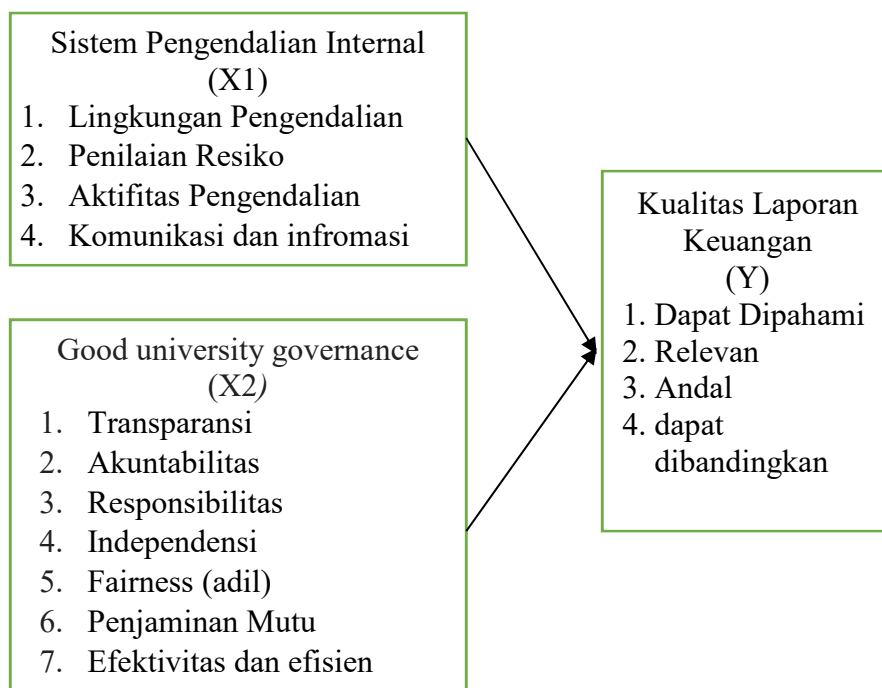 Sistem Pengendalian Internal
(X1)
1. Lingkungan Pengendalian
2. Penilaian Resiko
3. Aktifitas Pengendalian
4. Komunikasi dan infromasi
Good university governance
(X2)
1. Transparansi
2. Akuntabilitas
3. Responsibilitas
4. Independensi
5. Fairness (adil)
6. Penjaminan Mutu
7. Efektivitas dan efisien
Kualitas Laporan
Keuangan
(Y)
1. Dapat Dipahami
2. Relevan
3. Andal
4. dapat
dibandingkan